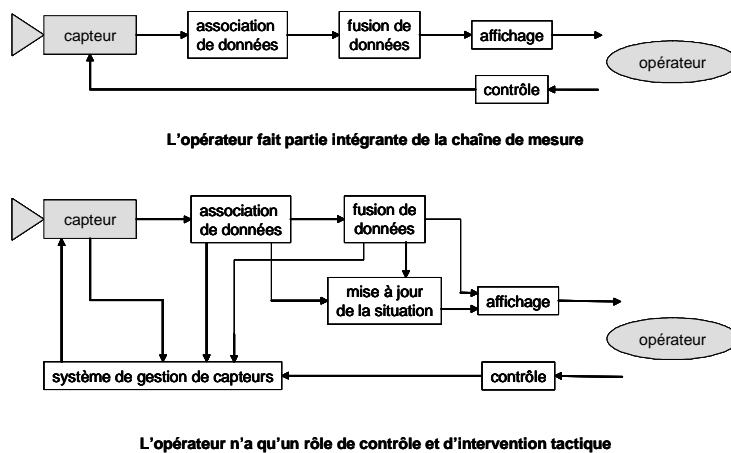 capteur
association
de données
fusion de
données
affichage
opérateur
contrôle
L'opérateur fait partie intégrante de la chaîne de mesure
capteur
association
de données
fusion de
données
mise à jour
de la situation
affichage
opérateur
système de gestion de capteurs
contrôle
L'opérateur n'a qu'un rôle de contrôle et d'intervention tactique